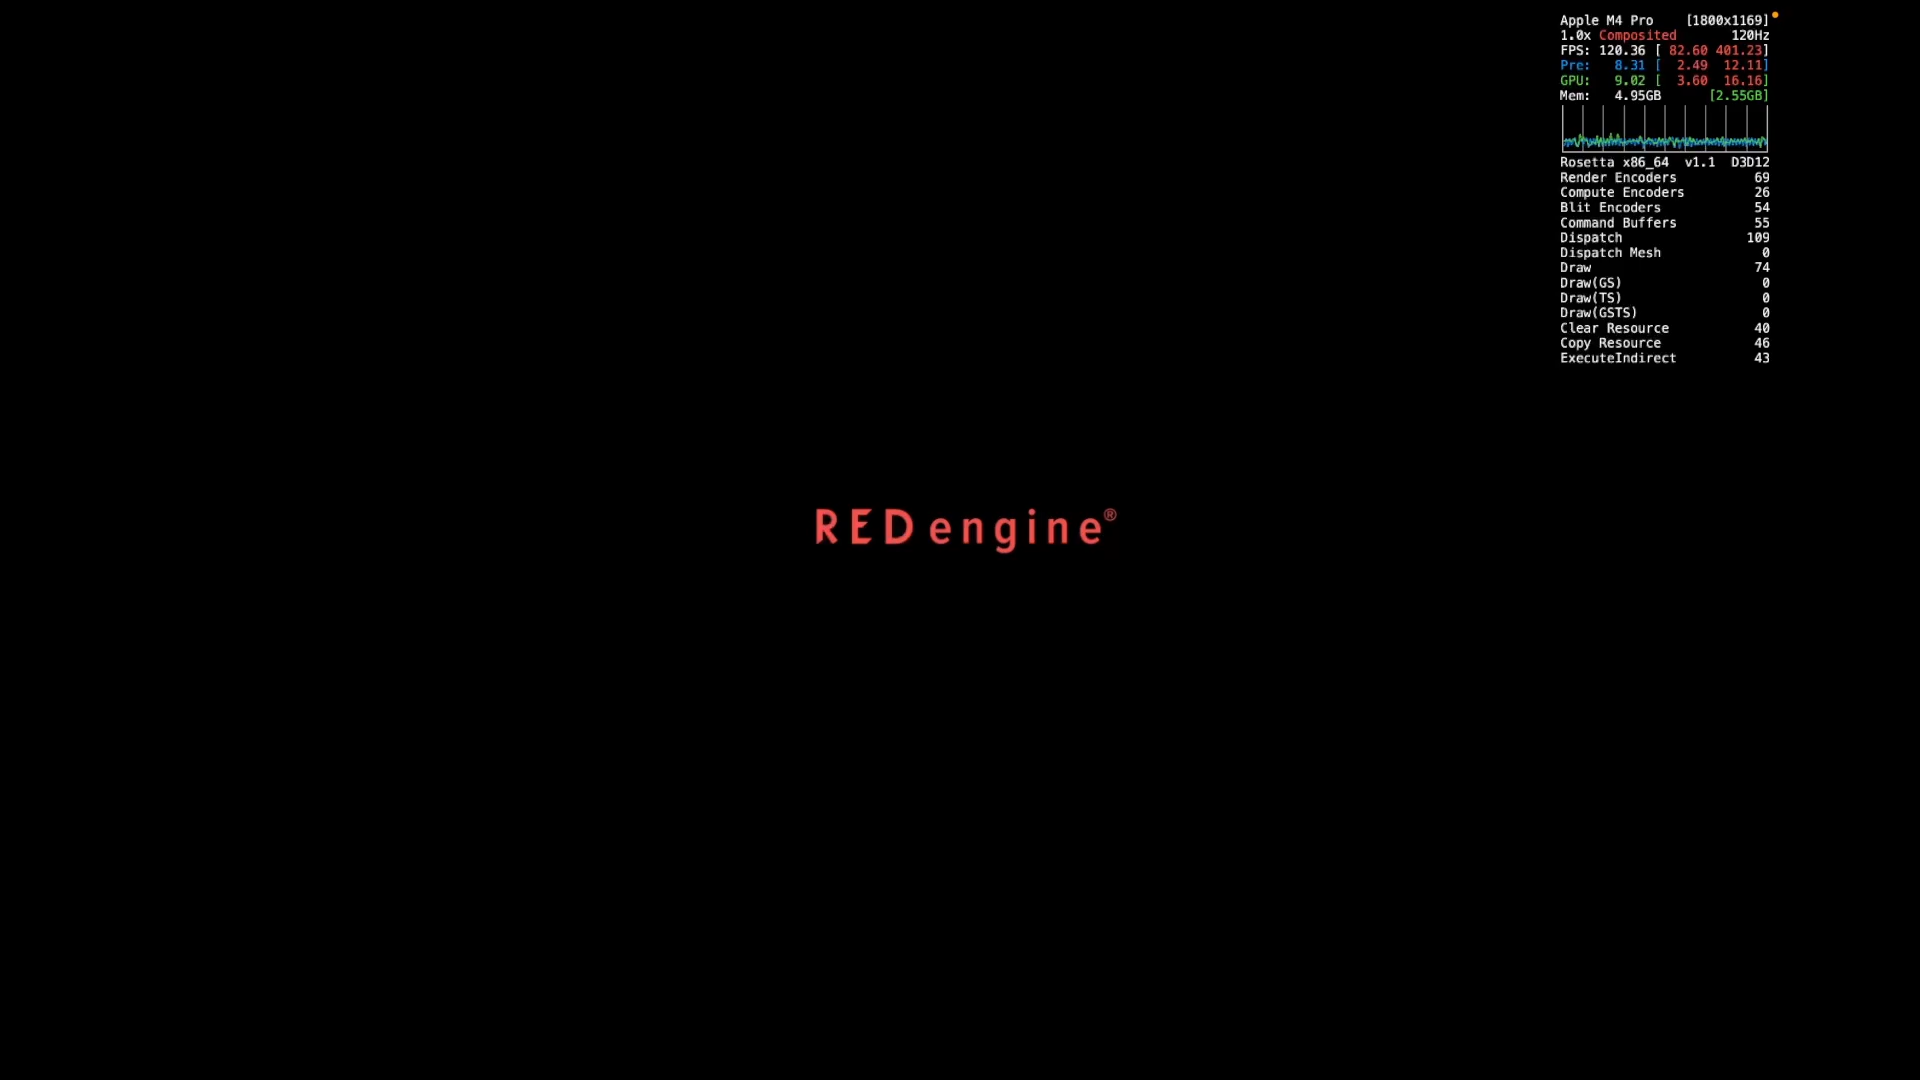 Apple M4 Pro [1800x1169]
1.0x Composited 120Hz
FPS: 120.36 [ 82.60 401.23]
Pre: 8.31 [ 2.49 12.11]
GPU: 9.02 [ 3.60 16.16]
Mem: 4.95GB [2.55GB]
Rosetta x86_64 v1.1 D3D12
Render Encoders 69
Compute Encoders 26
Blit Encoders 54
Command Buffers 55
Dispatch 109
Dispatch Mesh 0
Draw 74
Draw(GS) 0
Draw(TS) 0
Draw(GSTS) 0
Clear Resource 40
Copy Resource 46
ExecuteIndirect 43
REDengine®